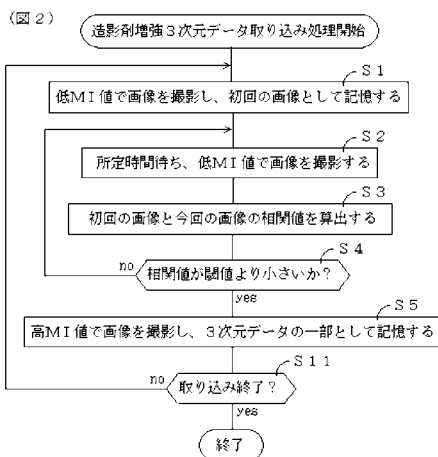 (図2)
造影剤増強3次元データ取り込み処理開始
S1
低MI値で画像を撮影し、初回の画像として記憶する
S2
所定時間待ち、低MI値で画像を撮影する
S3
初回の画像と今回の画像の相関値を算出する
S4
no
相関値が閾値より小さいか?
yes
S5
高MI値で画像を撮影し、3次元データの一部として記憶する
S11
no
取り込み終了?
yes
終了